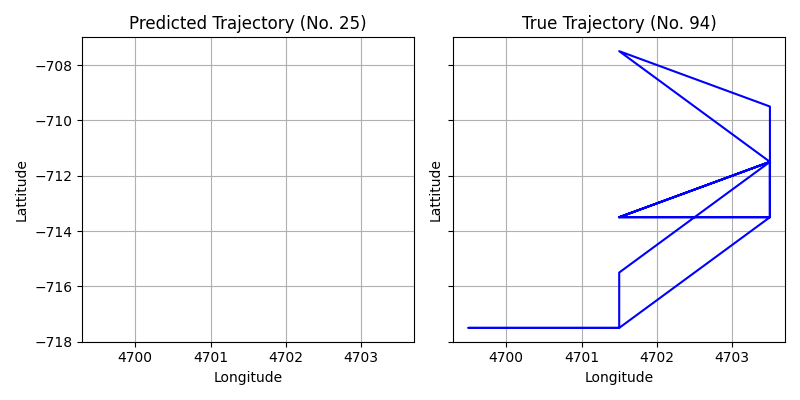 Predicted Trajectory (No. 25)
True Trajectory (No. 94)
−708
−710
−712
−714
−716
−718
Lattitude
Lattitude
4700 4701 4702 4703
4700 4701 4702 4703
Longitude
Longitude